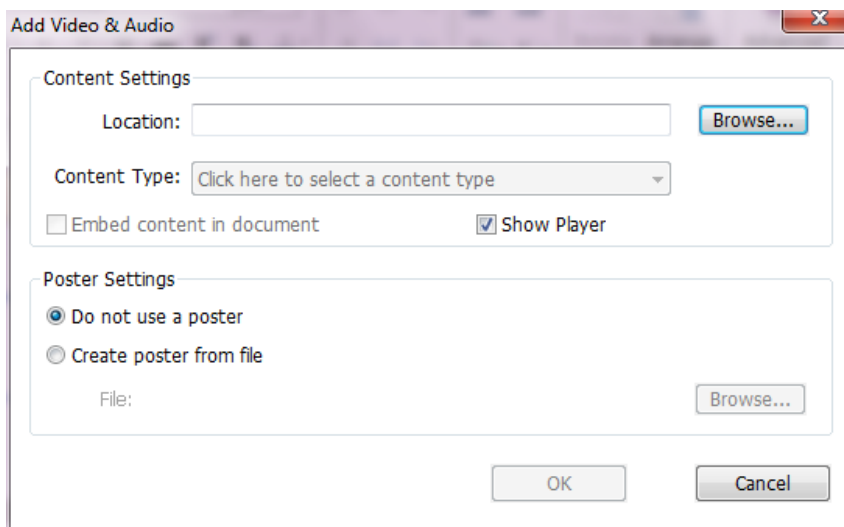 Add Video & Audio
Content Settings
Location:
Browse...
Content Type:
Click here to select a content type
Embed content in document
Show Player
Poster Settings
Do not use a poster
Create poster from file
File:
Browse...
OK
Cancel